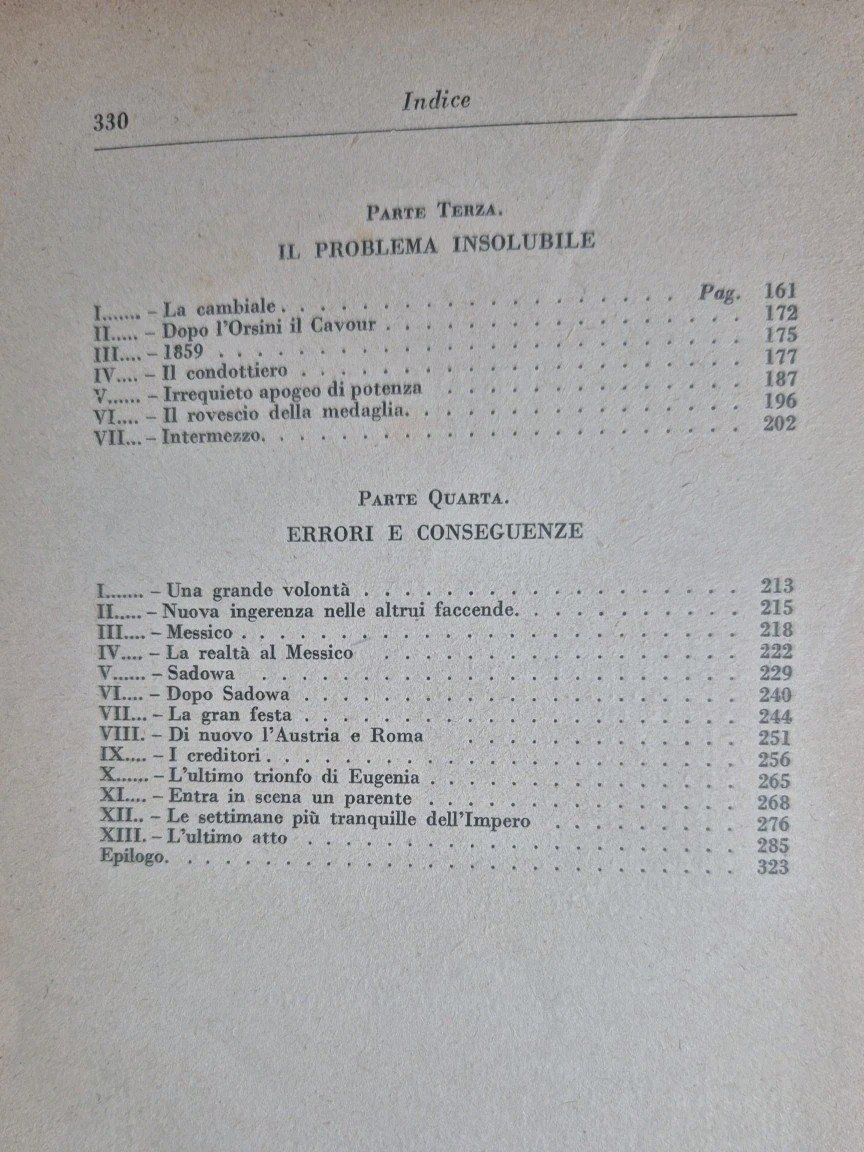 330
Indice
PARTE TERZA.
IL PROBLEMA INSOLUBILE
I....... – La cambiale . . . . . . . . . . . . . . . . . . . Pag. 161
II..... – Dopo l'Orsini il Cavour . . . . . . . . . . . . . . . . . 172
III.... – 1859 . . . . . . . . . . . . . . . . . . . . . . . . . 175
IV.... – Il condottiero . . . . . . . . . . . . . . . . . . . . . 177
V...... – Irrequieto apogeo di potenza . . . . . . . . . . . . . . 187
VI.... – Il rovescio della medaglia. . . . . . . . . . . . . . . . 196
VII... – Intermezzo. . . . . . . . . . . . . . . . . . . . . . . 202
PARTE QUARTA.
ERRORI E CONSEGUENZE
I....... – Una grande volontà . . . . . . . . . . . . . . . . . . 213
II..... – Nuova ingerenza nelle altrui faccende. . . . . . . . . . 215
III.... – Messico . . . . . . . . . . . . . . . . . . . . . . . . 218
IV.... – La realtà al Messico . . . . . . . . . . . . . . . . . . 222
V...... – Sadowa . . . . . . . . . . . . . . . . . . . . . . . 229
VI.... – Dopo Sadowa . . . . . . . . . . . . . . . . . . . . . 240
VII... – La gran festa . . . . . . . . . . . . . . . . . . . . . 244
VIII. – Di nuovo l'Austria e Roma . . . . . . . . . . . . . . 251
IX.... – I creditori . . . . . . . . . . . . . . . . . . . . . . . 256
X...... – L'ultimo trionfo di Eugenia . . . . . . . . . . . . . . . 265
XI.... – Entra in scena un parente . . . . . . . . . . . . . . . 268
XII.. – Le settimane più tranquille dell'Impero . . . . . . . . . 276
XIII. – L'ultimo atto . . . . . . . . . . . . . . . . . . . . . 285
Epilogo. . . . . . . . . . . . . . . . . . . . . . . . . . . 323